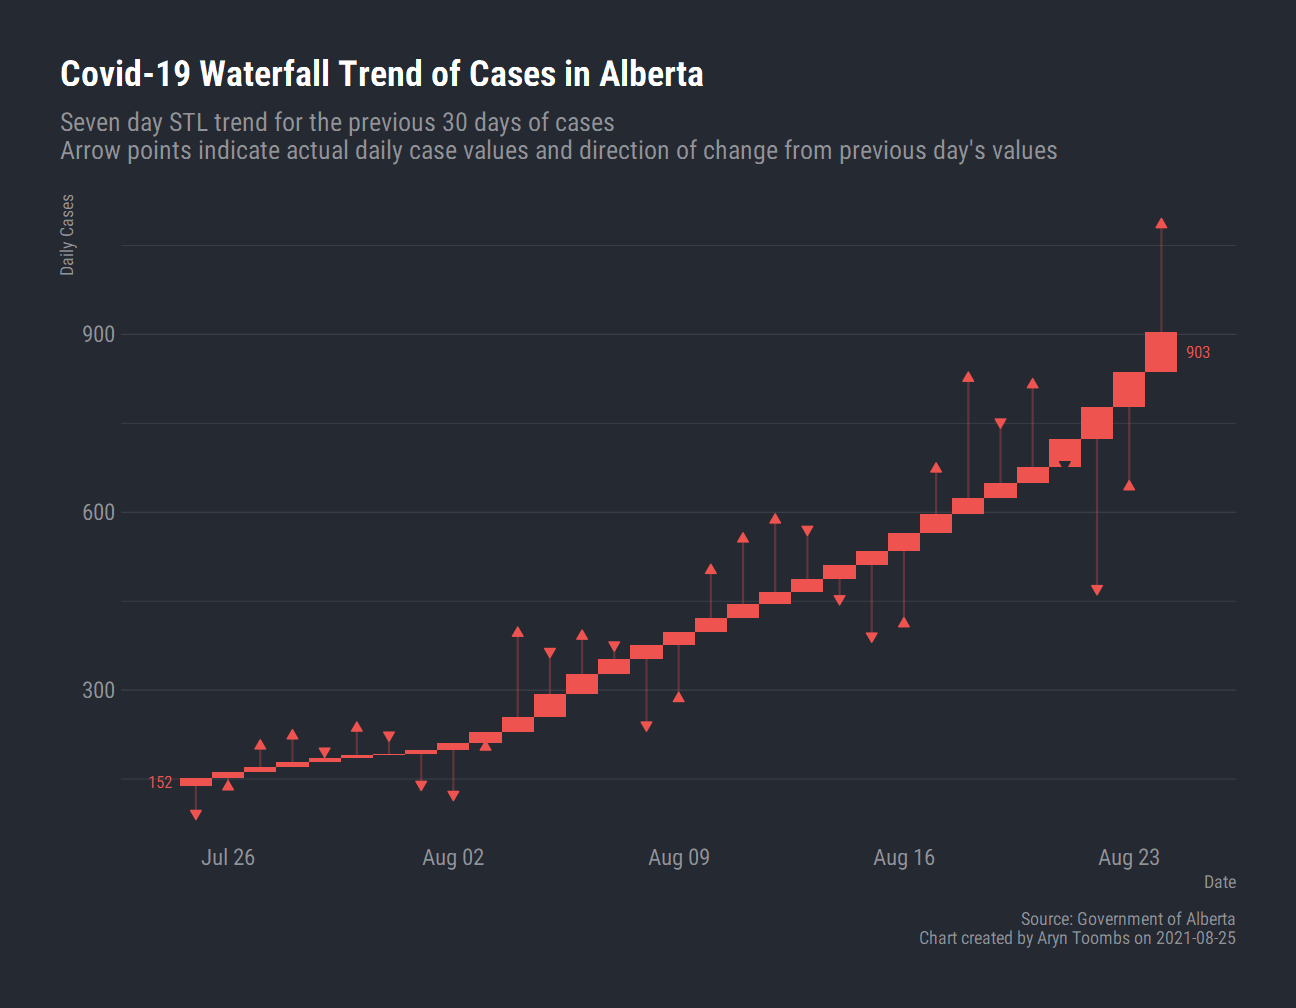 Covid-19 Waterfall Trend of Cases in Alberta
Seven day STL trend for the previous 30 days of cases
Arrow points indicate actual daily case values and direction of change from previous day's values
Daily Cases
900
600
300
903
152
Jul 26
Aug 02
Aug 09
Aug 16
Aug 23
Date
Source: Government of Alberta
Chart created by Aryn Toombs on 2021-08-25